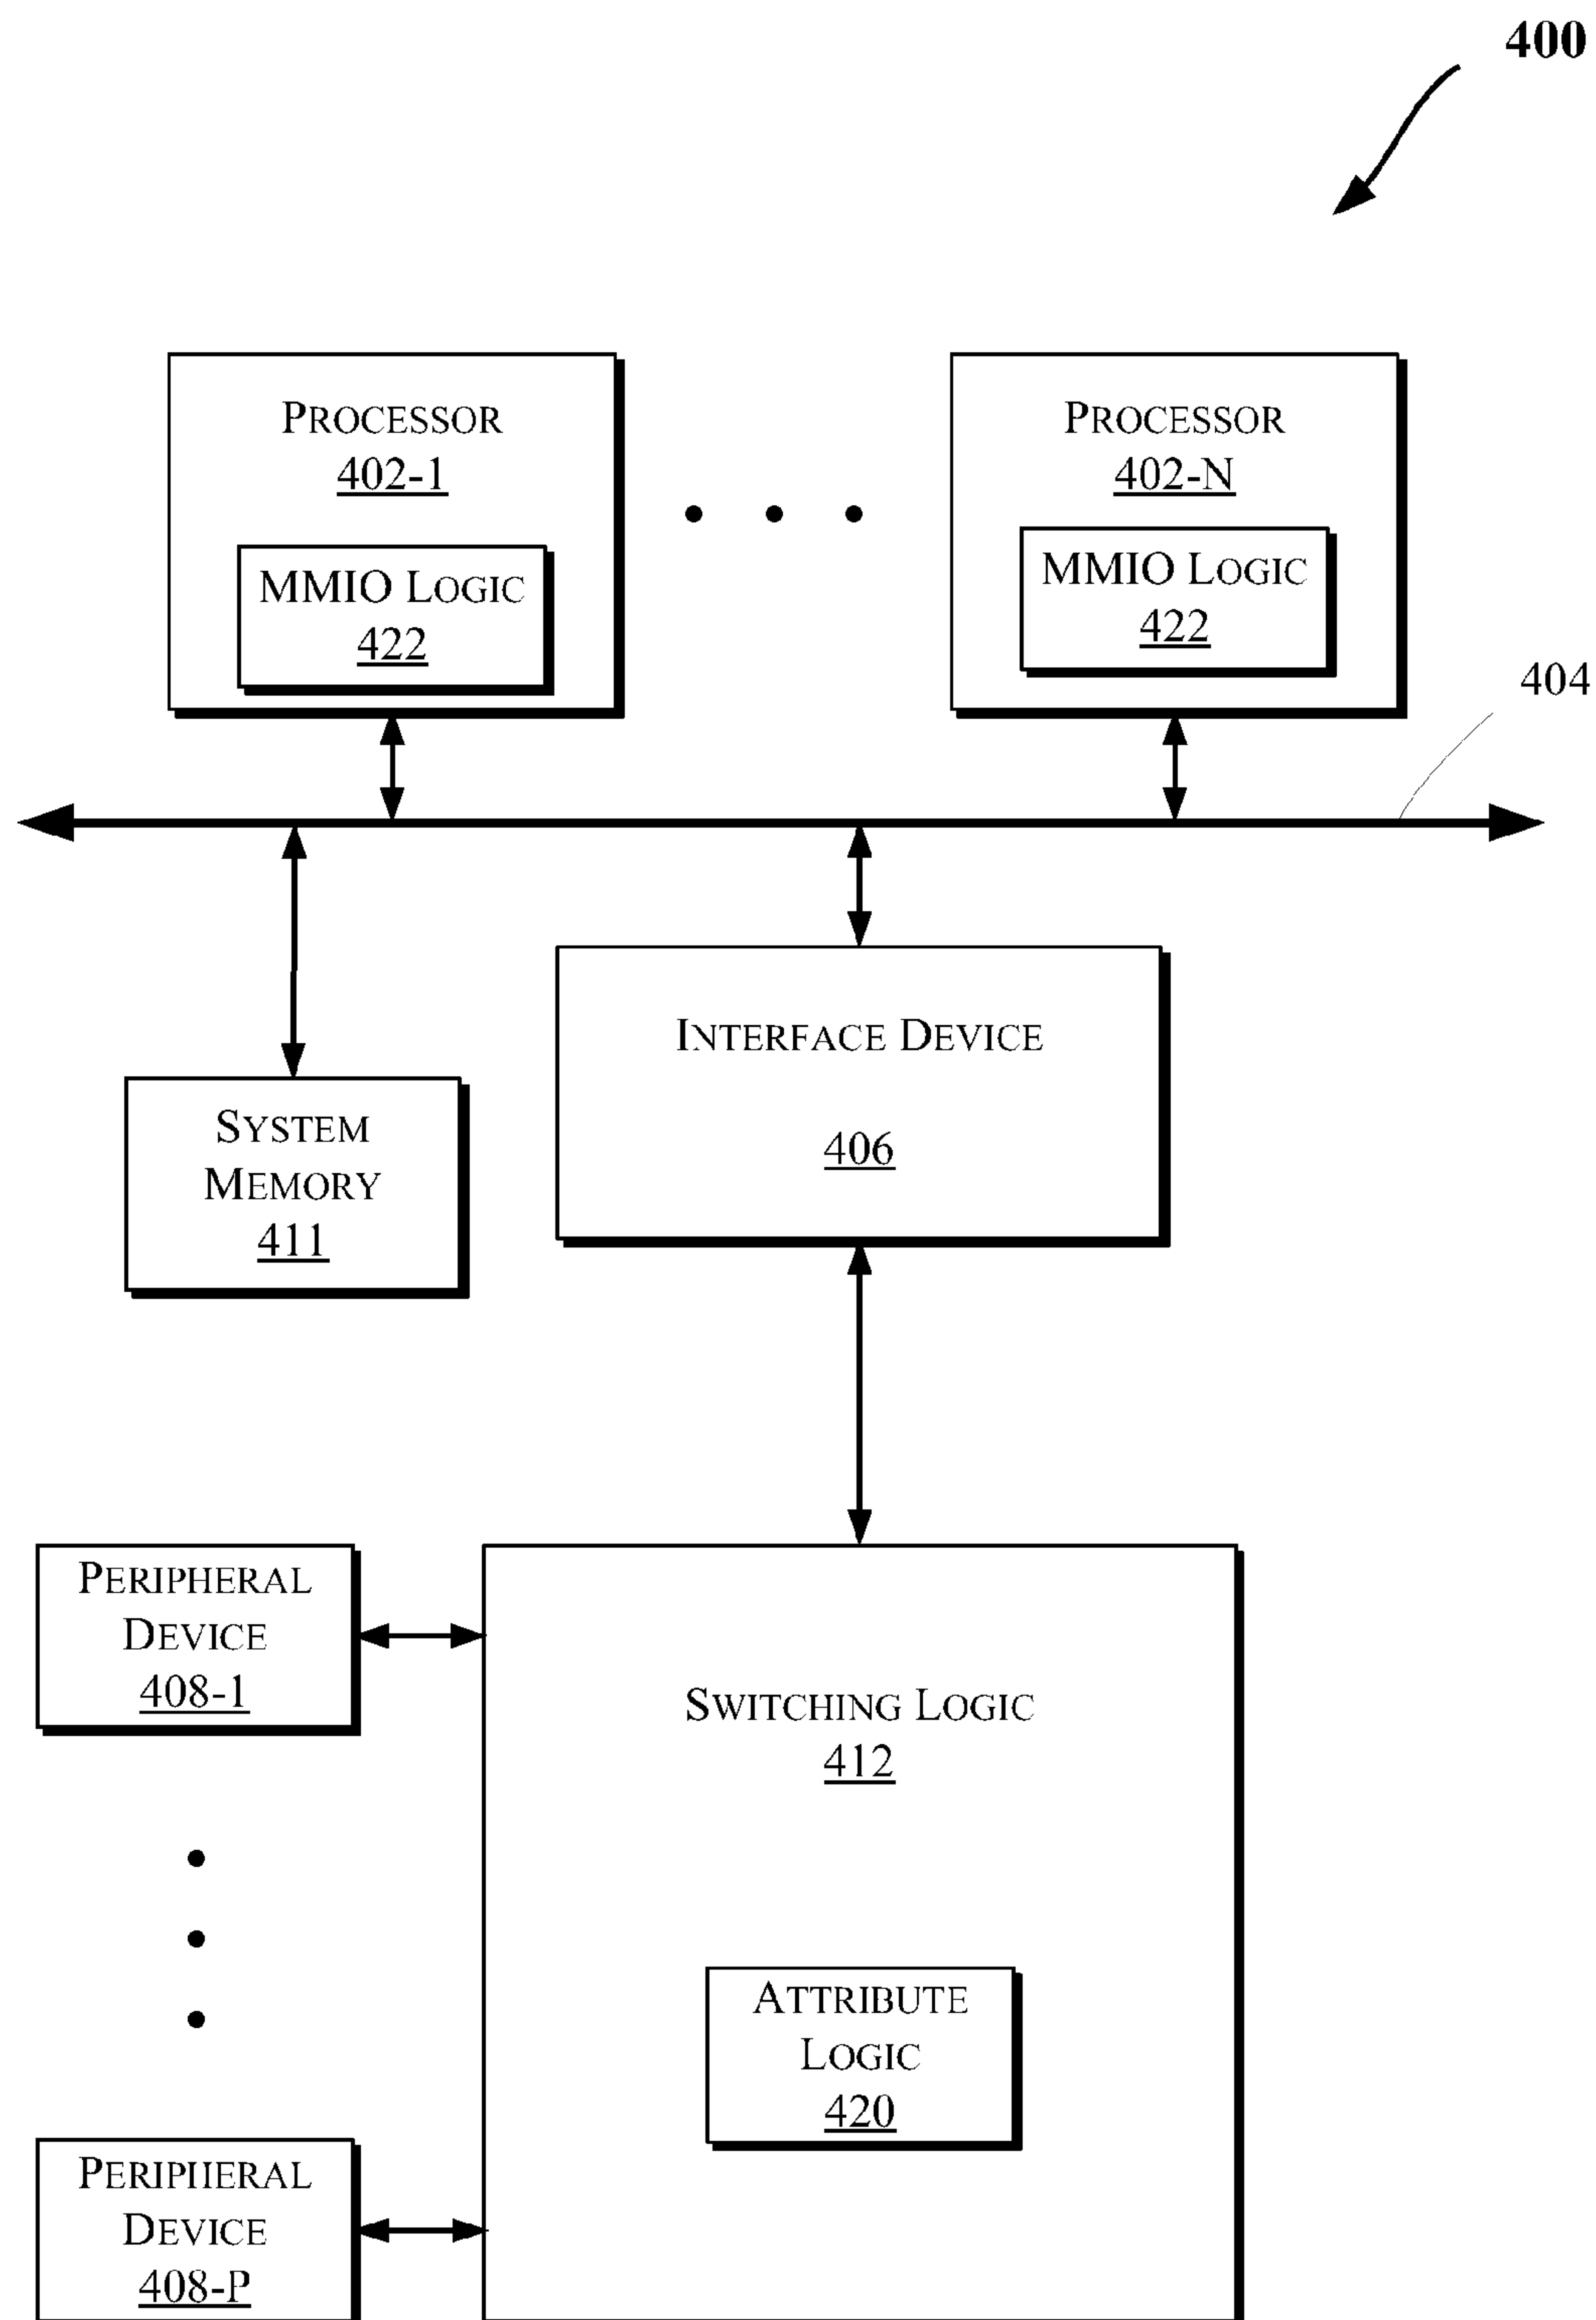 400
PROCESSOR
402-1
MMIO LOGIC
422
PROCESSOR
402-N
MMIO LOGIC
422
404
INTERFACE DEVICE
406
SYSTEM
MEMORY
411
PERIPHERAL
DEVICE
408-1
SWITCHING LOGIC
412
ATTRIBUTE
LOGIC
420
PERIPHERAL
DEVICE
408-P